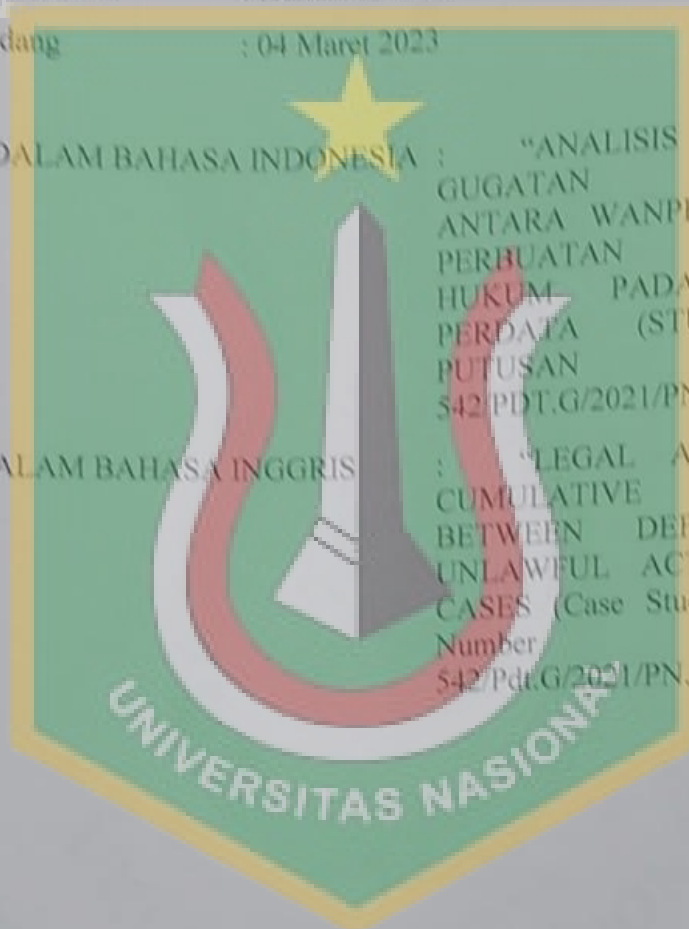 dang : 04 Maret 2023
DALAM BAHASA INDONESIA : "ANALISIS
GUGATAN
ANTARA WANPR
PERBUATAN
HUKUM PADA
PERDATA (ST
PUTUSAN
542/PDT.G/2021/PN
ALAM BAHASA INGGRIS : "LEGAL A
CUMULATIVE
BETWEEN DEF
UNLAWFUL AC
CASES (Case Stu
Number
542/Pdt.G/2021/PN.
UNIVERSITAS NASIONAL